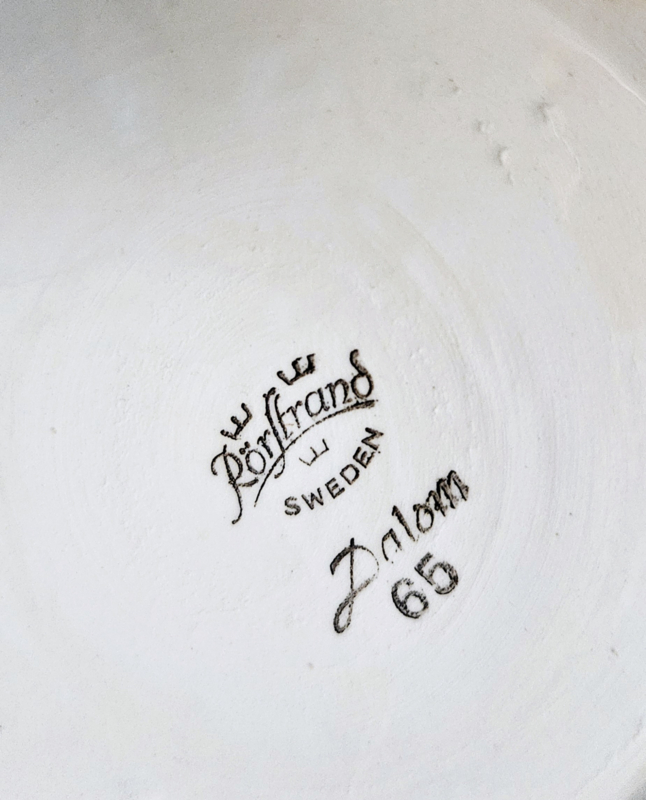 Rörstrand
SWEDEN
Dalom
65